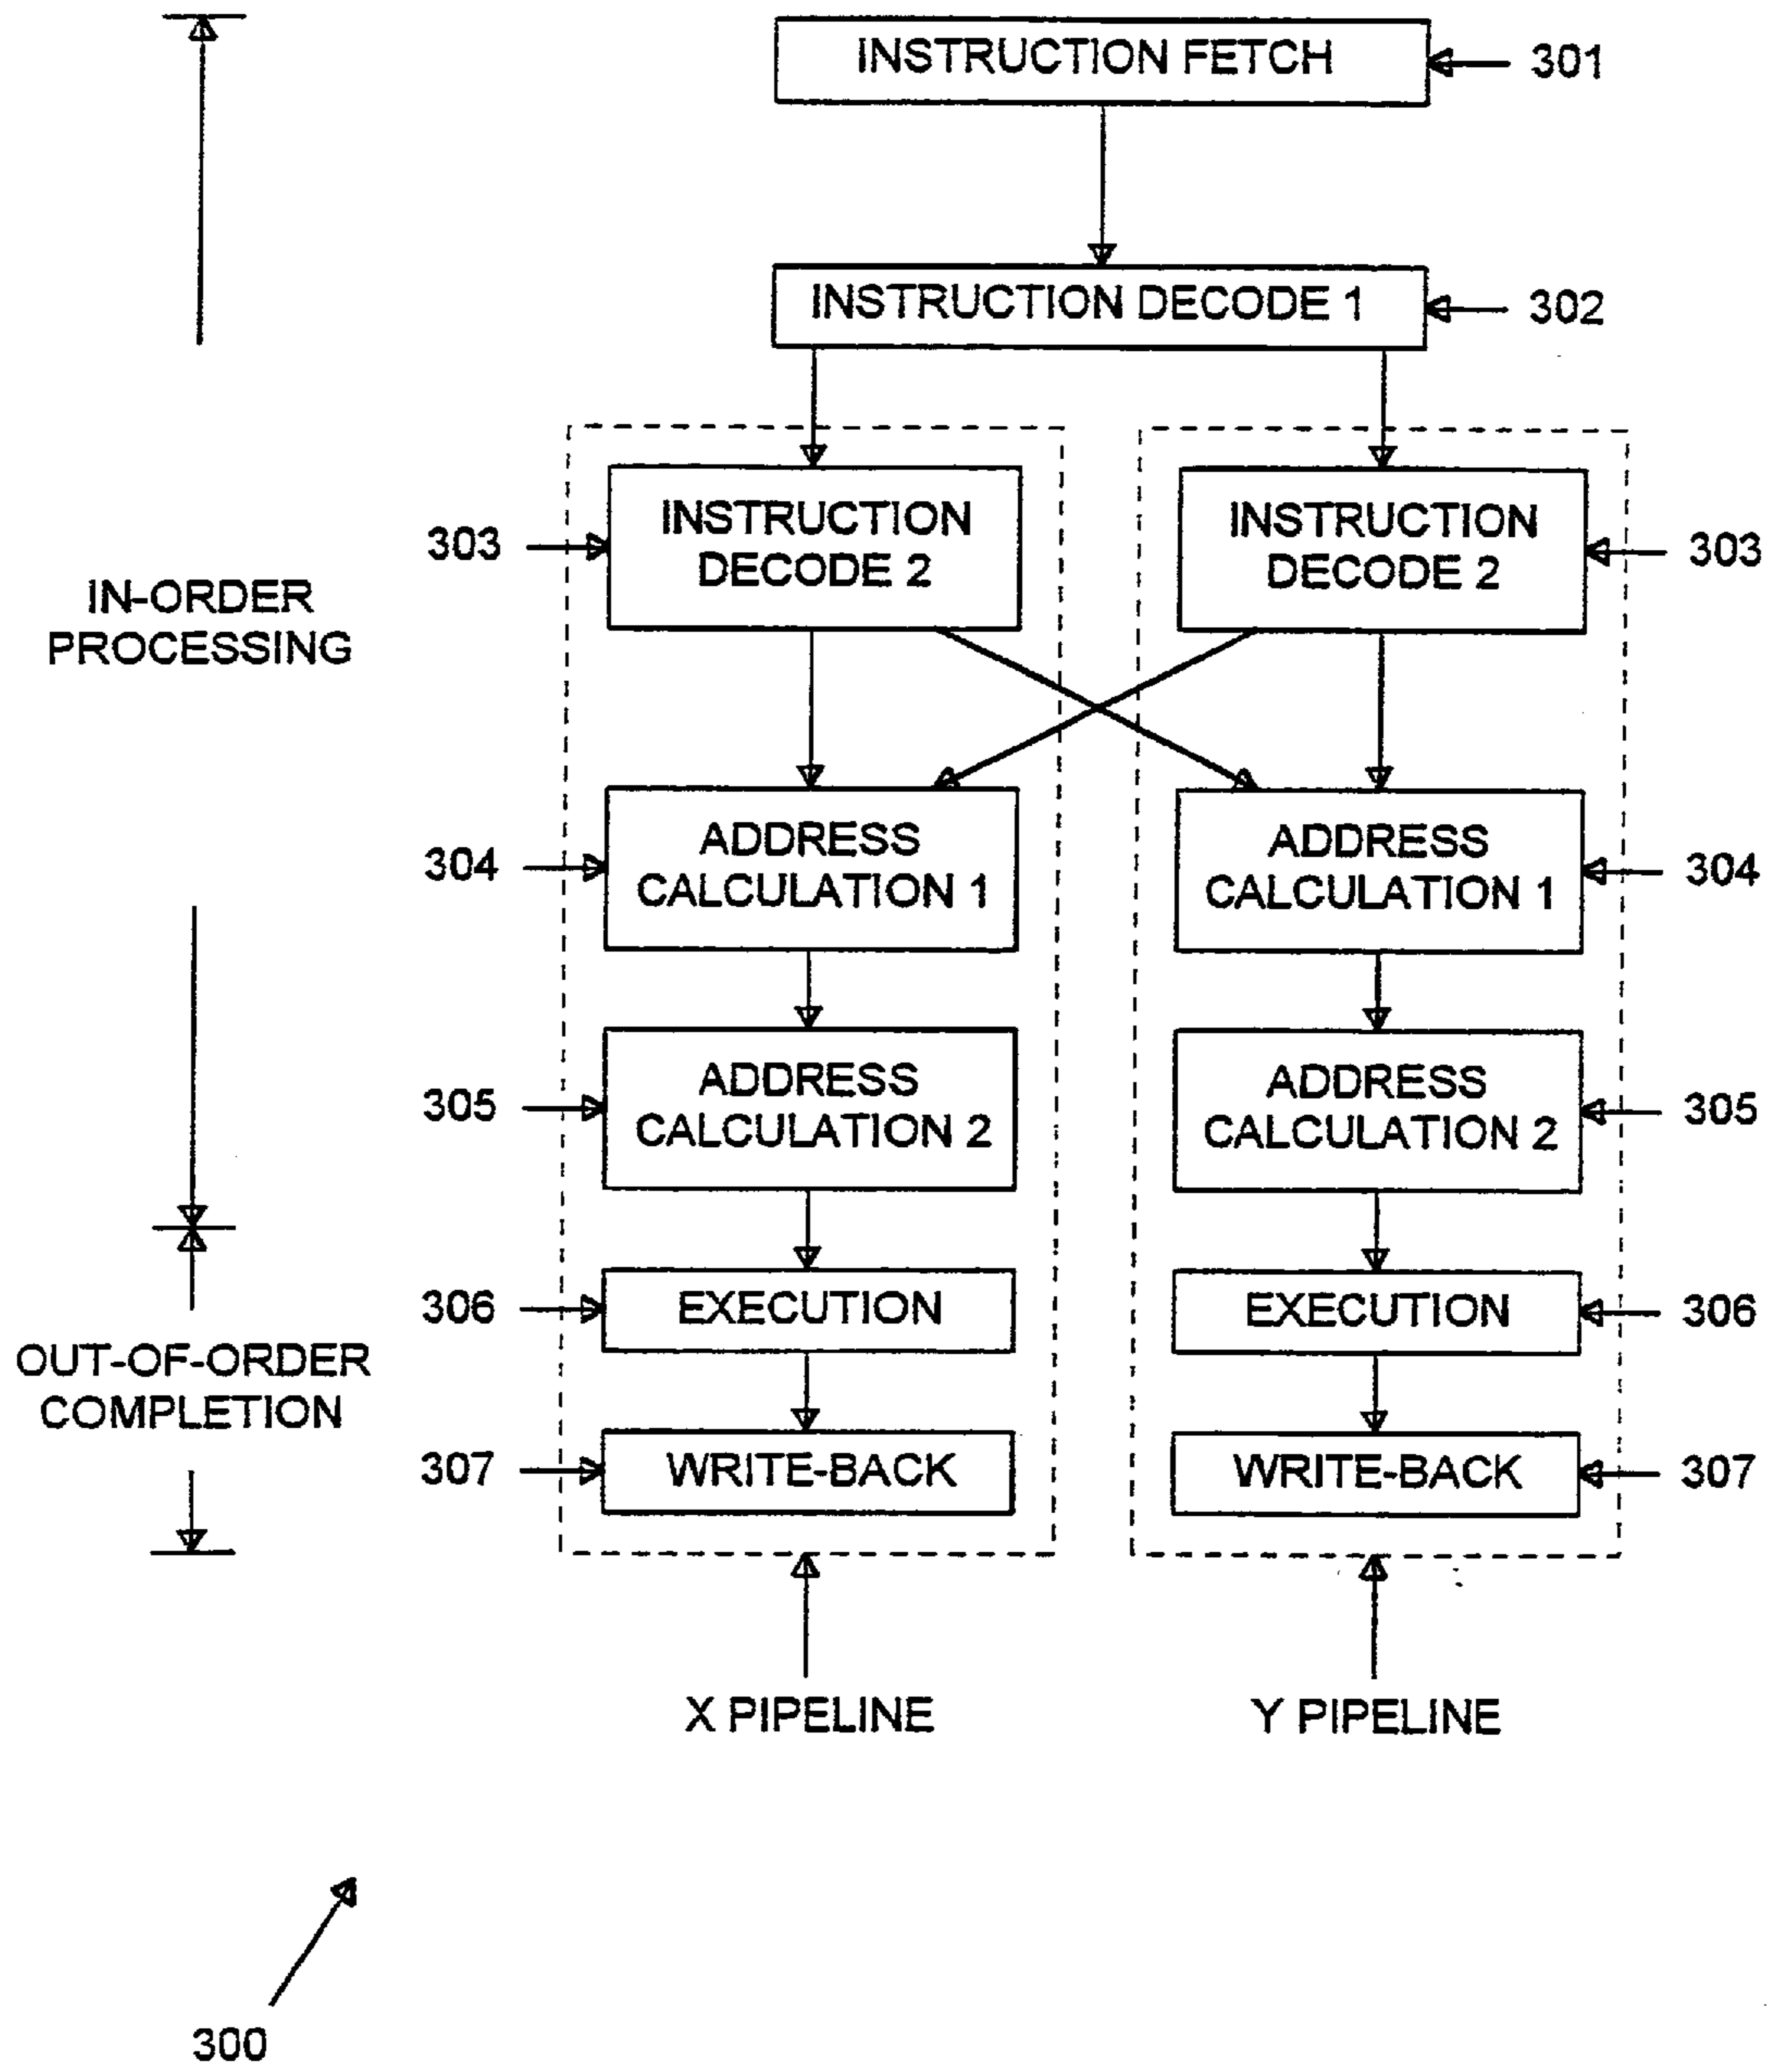 INSTRUCTION FETCH
301
INSTRUCTION DECODE 1
302
303
INSTRUCTION
DECODE 2
INSTRUCTION
DECODE 2
303
IN-ORDER
PROCESSING
304
ADDRESS
CALCULATION 1
ADDRESS
CALCULATION 1
304
305
ADDRESS
CALCULATION 2
ADDRESS
CALCULATION 2
305
306
EXECUTION
EXECUTION
306
OUT-OF-ORDER
COMPLETION
307
WRITE-BACK
WRITE-BACK
307
X PIPELINE
Y PIPELINE
300